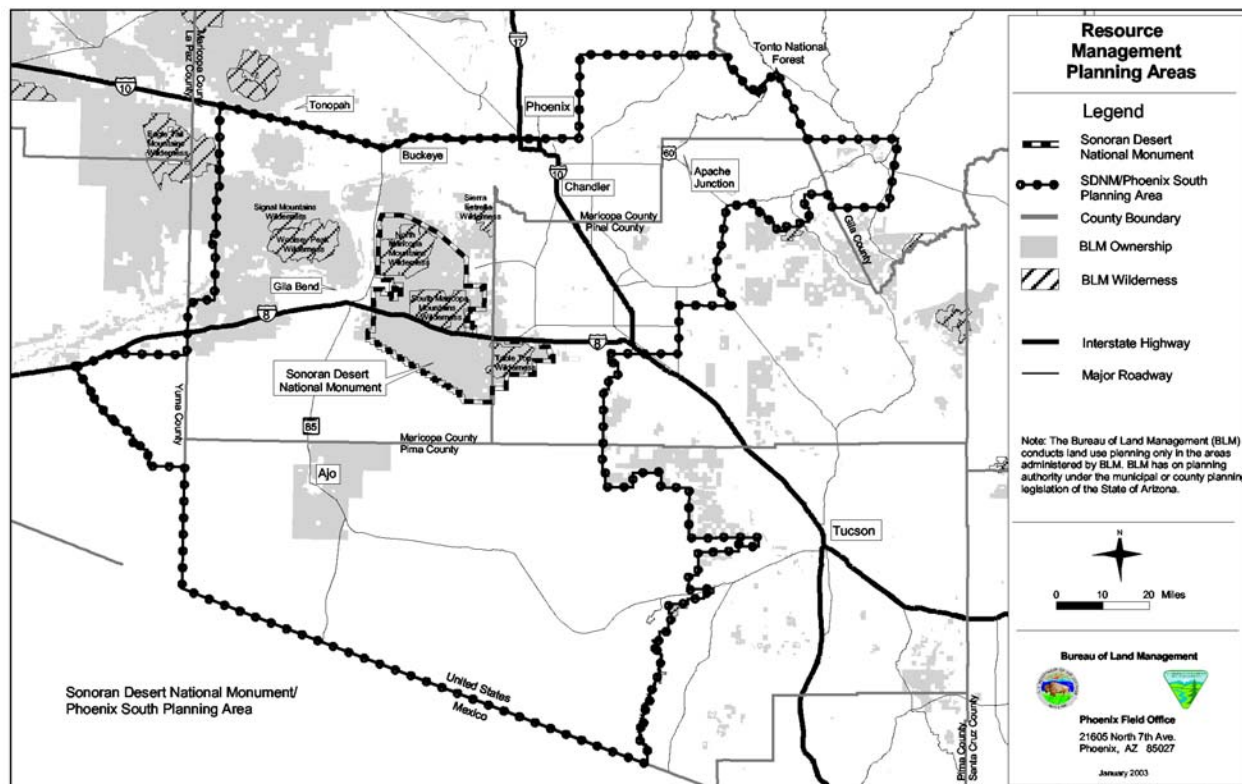 Resource
Management
Planning Areas
Legend
Sonoran Desert
National Monument
SDNM/Phoenix South
Planning Area
County Boundary
BLM Ownership
BLM Wilderness
Interstate Highway
Major Roadway
Note: The Bureau of Land Management (BLM)
conducts land use planning only in the areas
administered by BLM. BLM has on planning
authority under the municipal or county planning
legislation of the State of Arizona.
N
0 10 20 Miles
Bureau of Land Management
Phoenix Field Office
21605 North 7th Ave.
Phoenix, AZ 85027
January 2003
Tonto National
Forest
17
Maricopa County
La Paz County
10
Tonopah
Phoenix
Eagle Tail
Mountains
Wilderness
Buckeye
60
Apache
Junction
10
Chandler
Signal Mountains
Wilderness
Woolsey Peak
Wilderness
Sierra
Estrella
Wilderness
Maricopa County
Pinal County
North
Maricopa
Mountains
Wilderness
Gila County
Gila Bend
South Maricopa
Mountains
Wilderness
8
8
Table Top
Wilderness
Sonoran Desert
National Monument
Yuma County
85
Maricopa County
Pima County
Ajo
Tucson
United States
Mexico
Sonoran Desert National Monument/
Phoenix South Planning Area
Pima County
Santa Cruz County